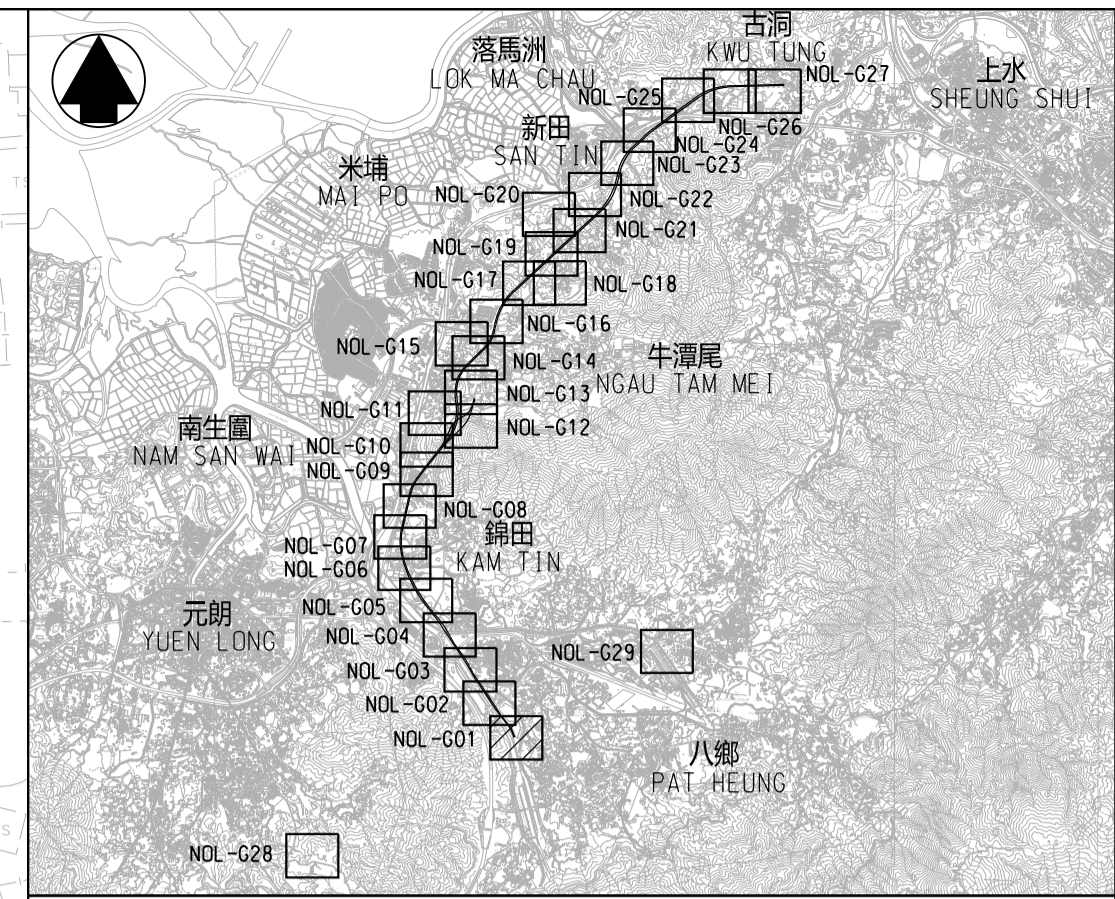 古洞
KWU TUNG
落馬洲
LOK MA CHAU
上水
SHEUNG SHUI
NOL-G27
NOL-G25
NOL-G26
新田
SAN TIN
NOL-G24
NOL-G23
米埔
MAI PO
NOL-G20
NOL-G22
NOL-G21
NOL-G19
NOL-G17
NOL-G18
NOL-G16
NOL-G15
NOL-G14
牛潭尾
NGAU TAM MEI
NOL-G13
NOL-G11
NOL-G12
南生圍
NAM SAN WAI
NOL-G10
NOL-G09
NOL-G08
錦田
KAM TIN
NOL-G07
NOL-G06
NOL-G05
元朗
YUEN LONG
NOL-G04
NOL-G29
NOL-G03
NOL-G02
NOL-G01
八鄉
PAT HEUNG
NOL-G28